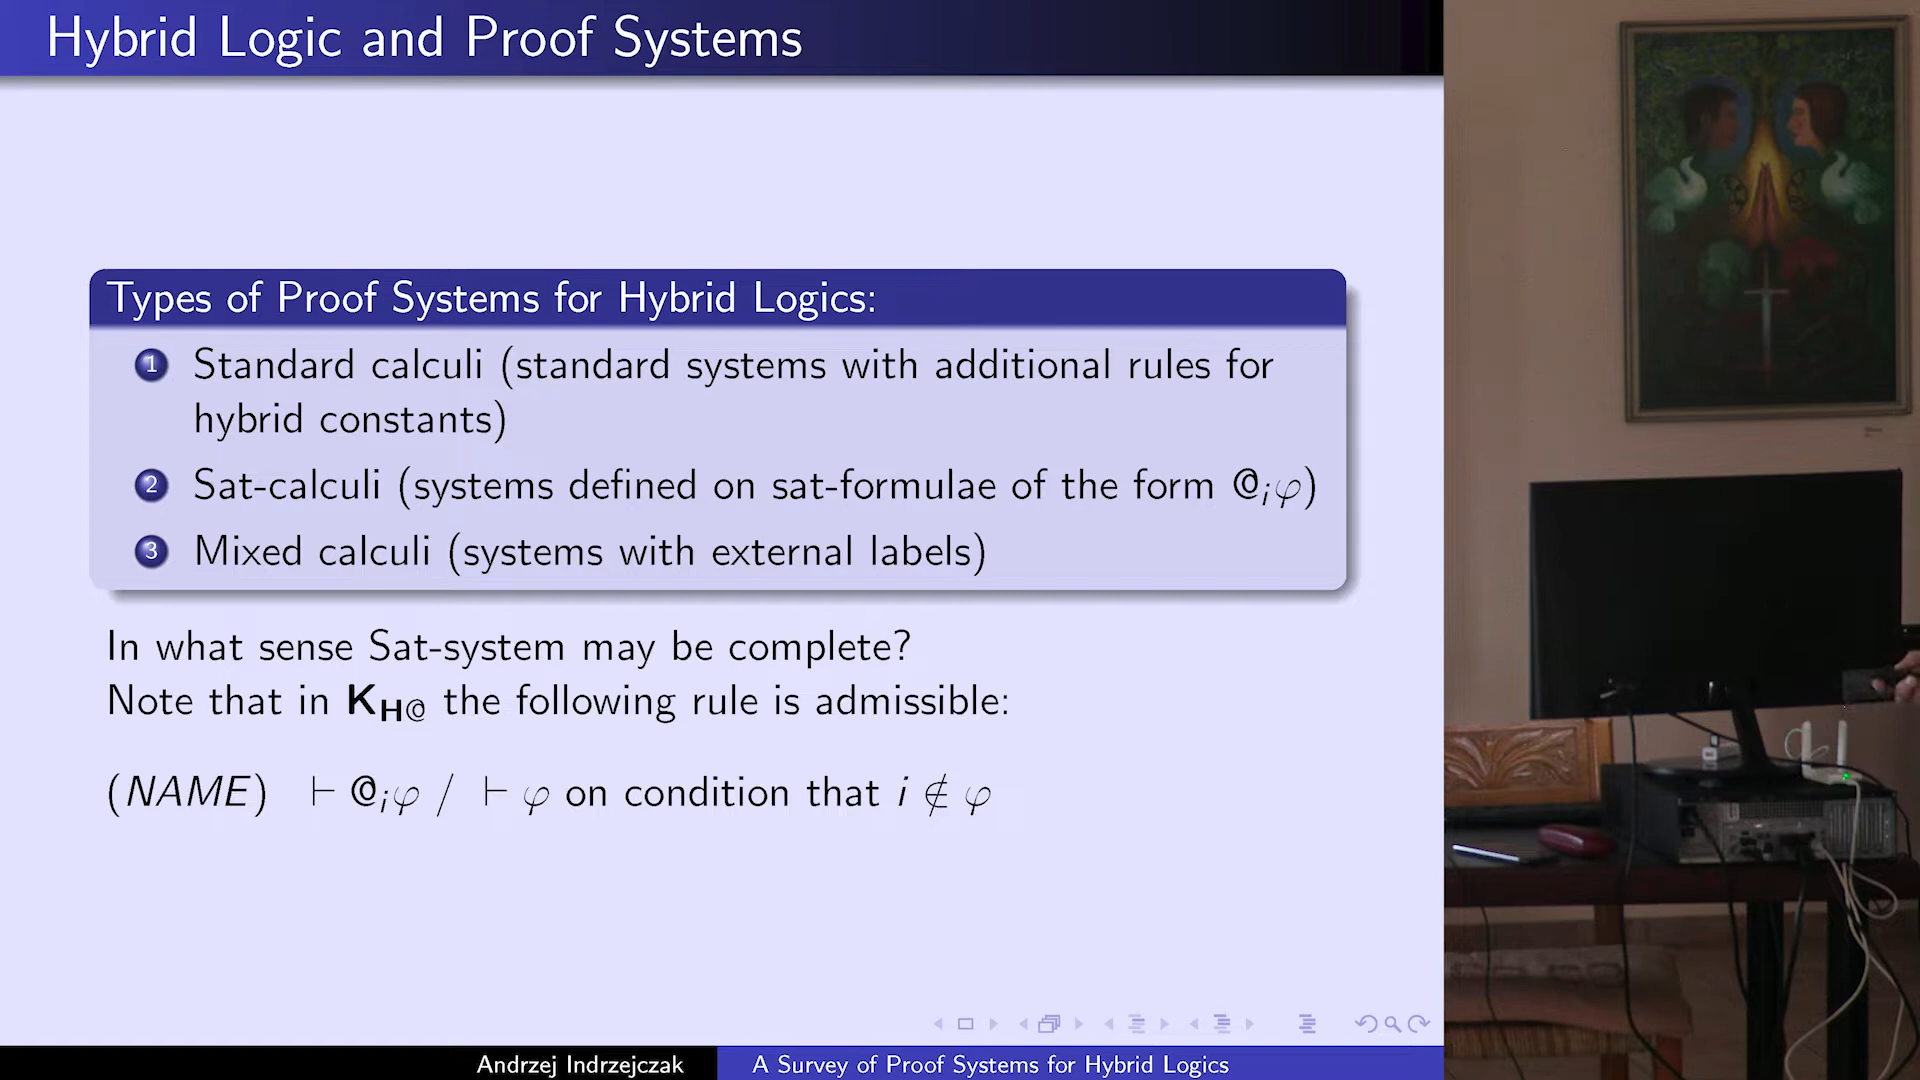 Hybrid Logic and Proof Systems
Types of Proof Systems for Hybrid Logics:
1 Standard calculi (standard systems with additional rules for
hybrid constants)
2 Sat-calculi (systems defined on sat-formulae of the form @ᵢφ)
3 Mixed calculi (systems with external labels)
In what sense Sat-system may be complete?
Note that in K_H@ the following rule is admissible:
(NAME) ⊢ @ᵢφ / ⊢ φ on condition that i ∉ φ
Andrzej Indrzejczak A Survey of Proof Systems for Hybrid Logics